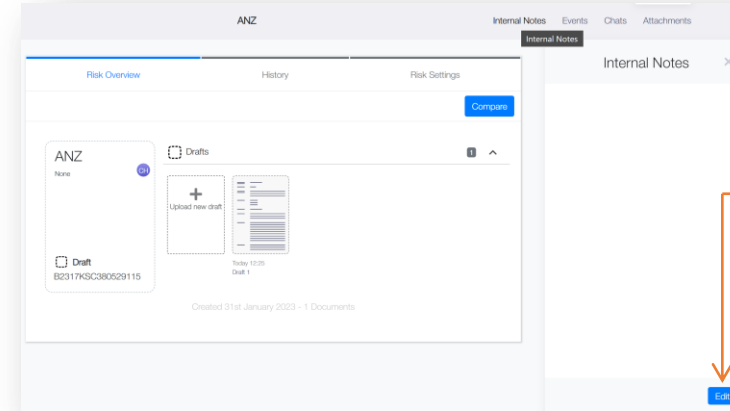 ANZ
Internal Notes Events Chats Attachments
Internal Notes
Internal Notes
Risk Overview
History
Risk Settings
Compare
ANZ
None
CH
Drafts
1
Upload new draft
Today 12:25
Draft 1
Draft
B2317KSC380529115
Created 31st January 2023 - 1 Documents
Edit